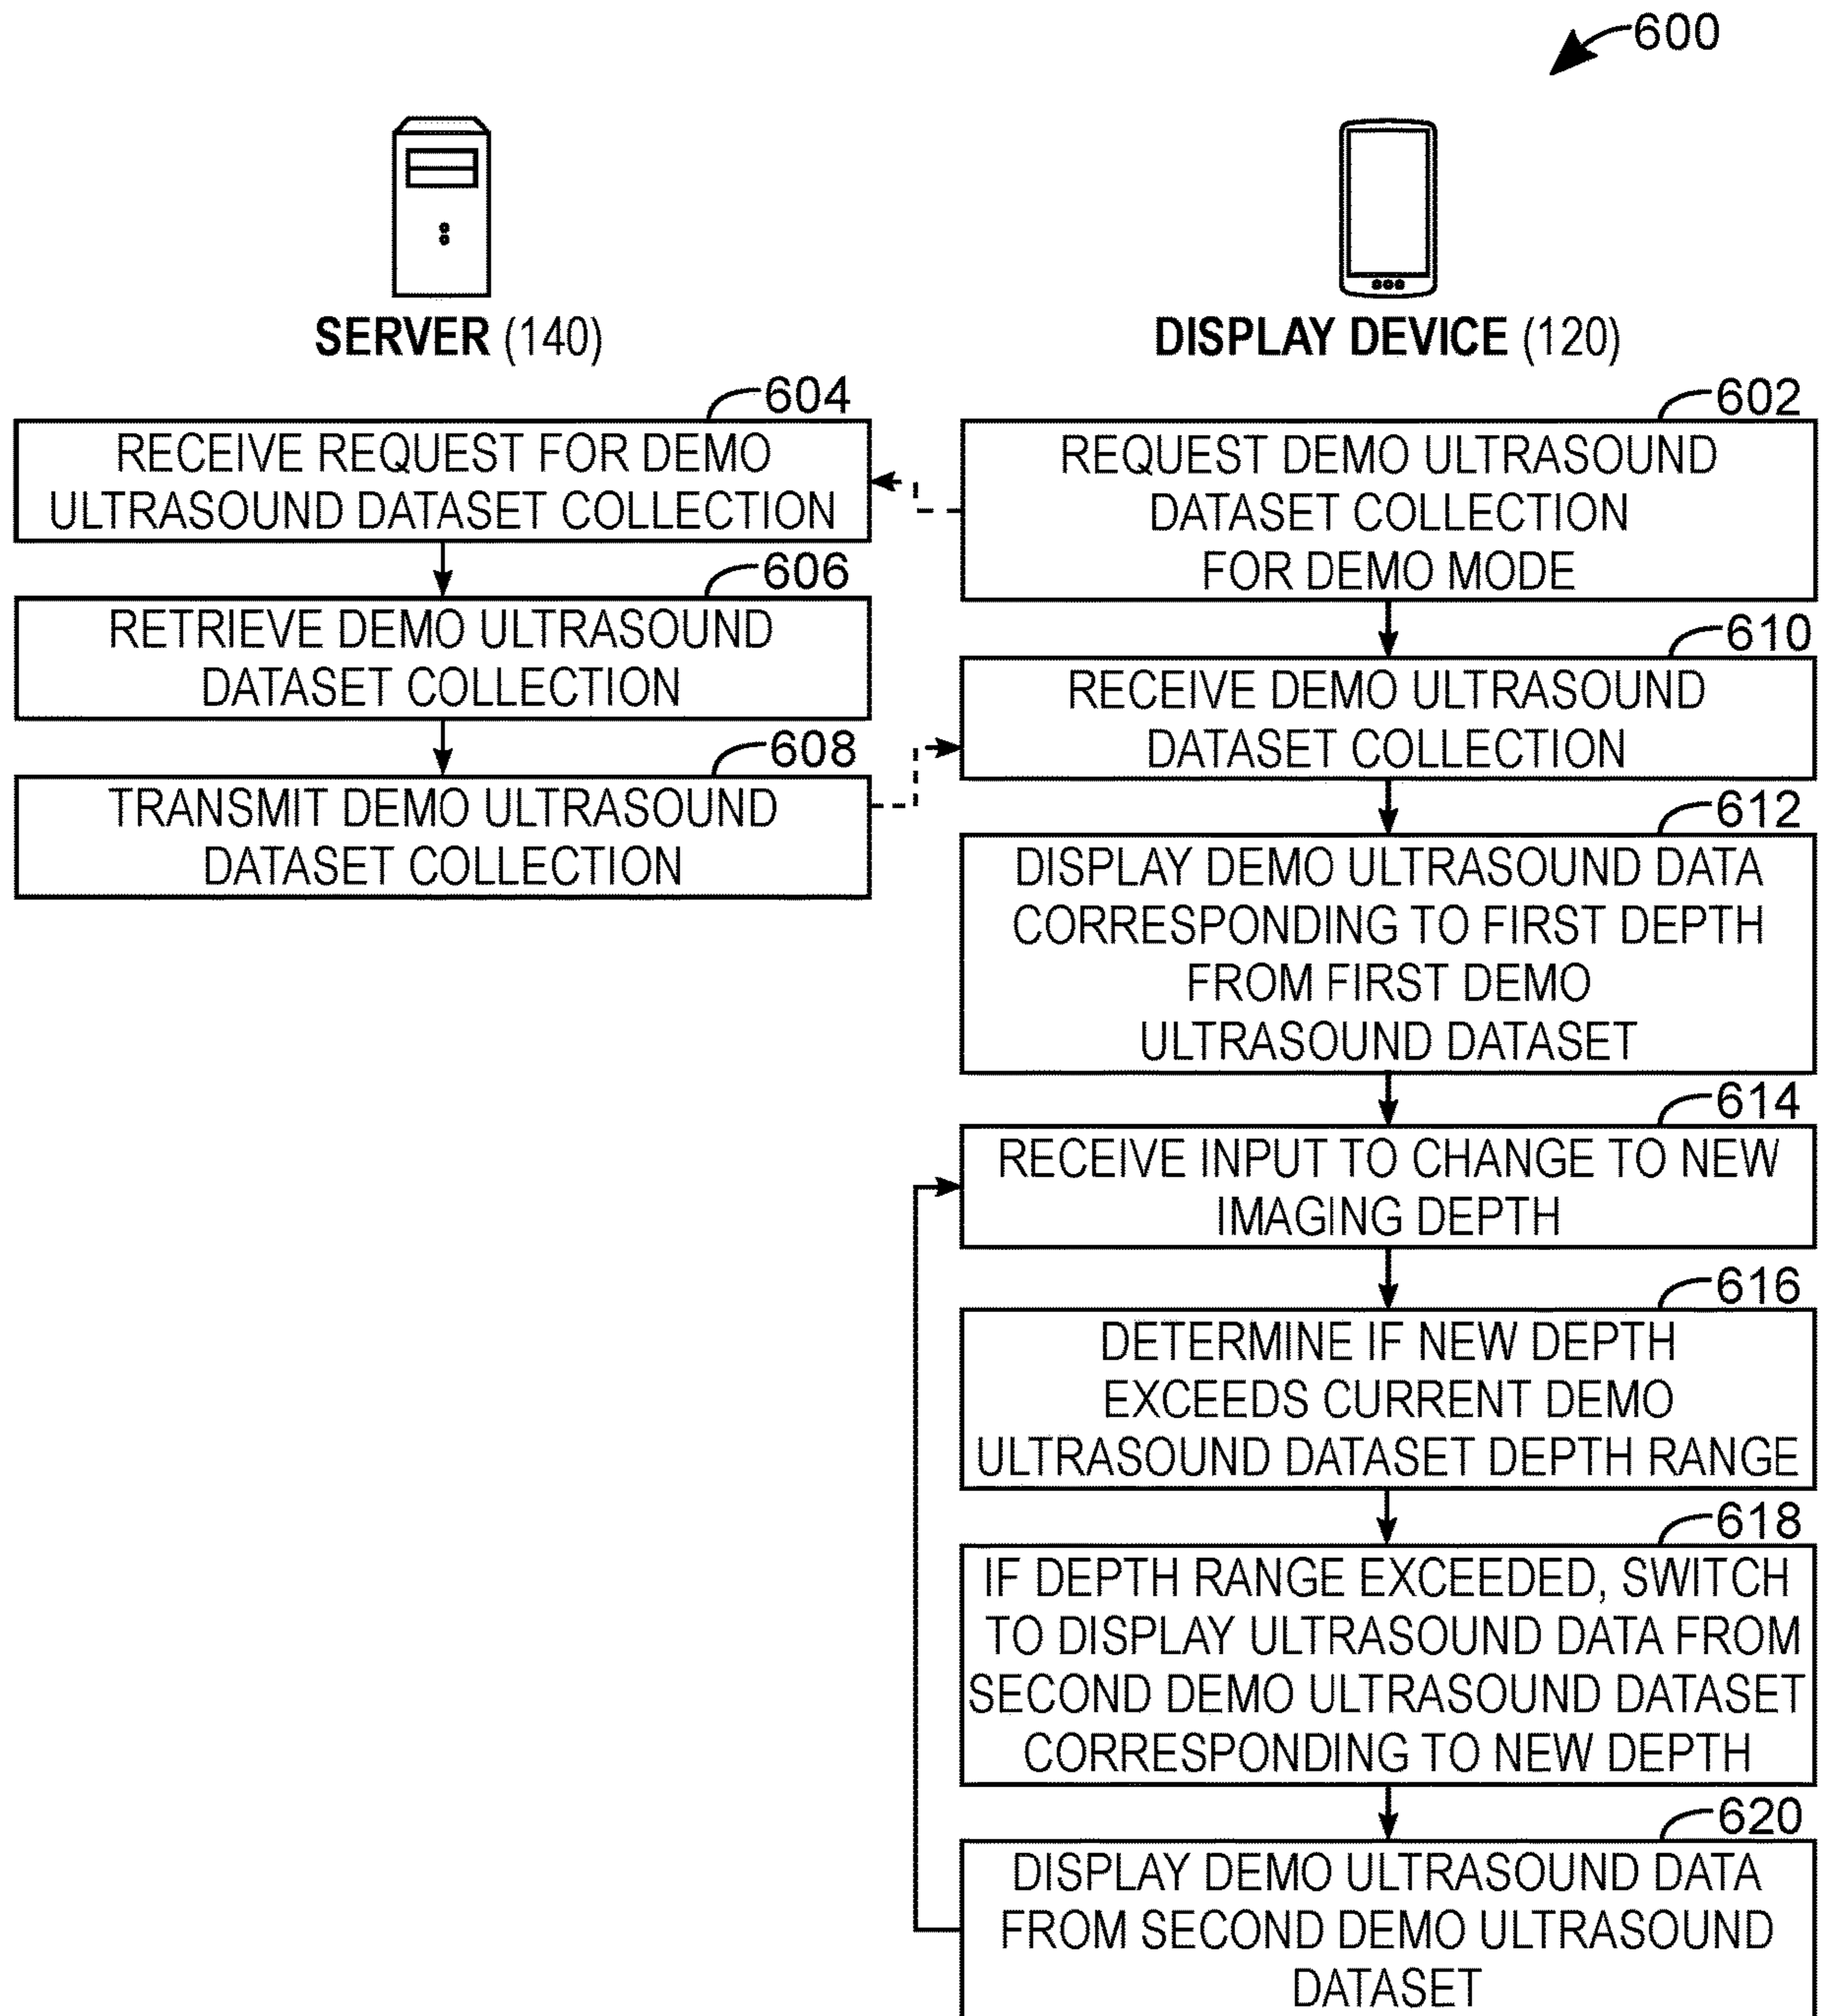 600
SERVER (140)
DISPLAY DEVICE (120)
604
RECEIVE REQUEST FOR DEMO
ULTRASOUND DATASET COLLECTION
606
RETRIEVE DEMO ULTRASOUND
DATASET COLLECTION
608
TRANSMIT DEMO ULTRASOUND
DATASET COLLECTION
602
REQUEST DEMO ULTRASOUND
DATASET COLLECTION
FOR DEMO MODE
610
RECEIVE DEMO ULTRASOUND
DATASET COLLECTION
612
DISPLAY DEMO ULTRASOUND DATA
CORRESPONDING TO FIRST DEPTH
FROM FIRST DEMO
ULTRASOUND DATASET
614
RECEIVE INPUT TO CHANGE TO NEW
IMAGING DEPTH
616
DETERMINE IF NEW DEPTH
EXCEEDS CURRENT DEMO
ULTRASOUND DATASET DEPTH RANGE
618
IF DEPTH RANGE EXCEEDED, SWITCH
TO DISPLAY ULTRASOUND DATA FROM
SECOND DEMO ULTRASOUND DATASET
CORRESPONDING TO NEW DEPTH
620
DISPLAY DEMO ULTRASOUND DATA
FROM SECOND DEMO ULTRASOUND
DATASET